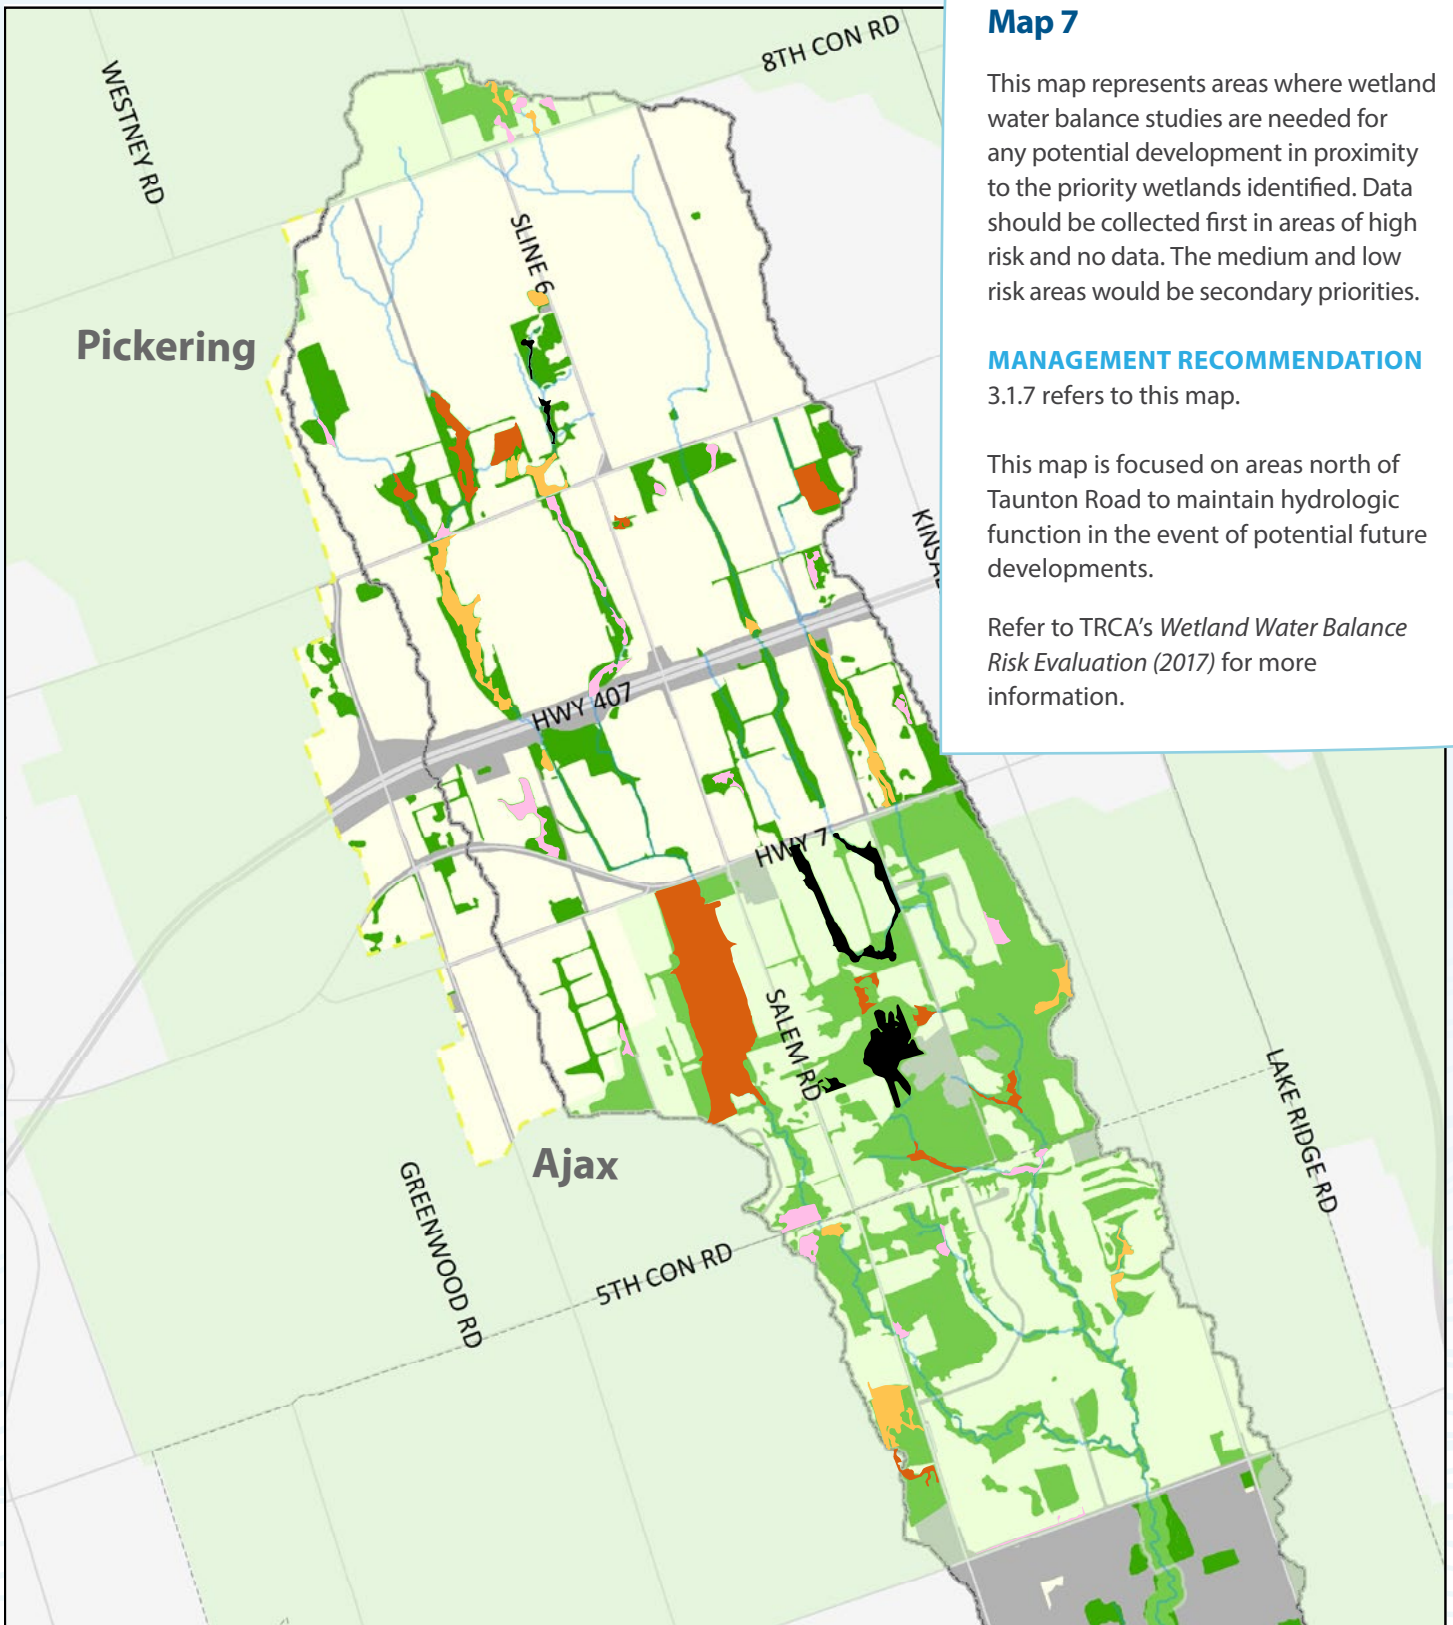 Map 7
This map represents areas where wetland
water balance studies are needed for
any potential development in proximity
to the priority wetlands identified. Data
should be collected first in areas of high
risk and no data. The medium and low
risk areas would be secondary priorities.
MANAGEMENT RECOMMENDATION
3.1.7 refers to this map.
This map is focused on areas north of
Taunton Road to maintain hydrologic
function in the event of potential future
developments.
Refer to TRCA's Wetland Water Balance
Risk Evaluation (2017) for more
information.
8TH CON RD
WESTNEY RD
SLINE 6
Pickering
HWY 407
HWY 7
SALEM RD
Ajax
LAKE RIDGE RD
GREENWOOD RD
5TH CON RD